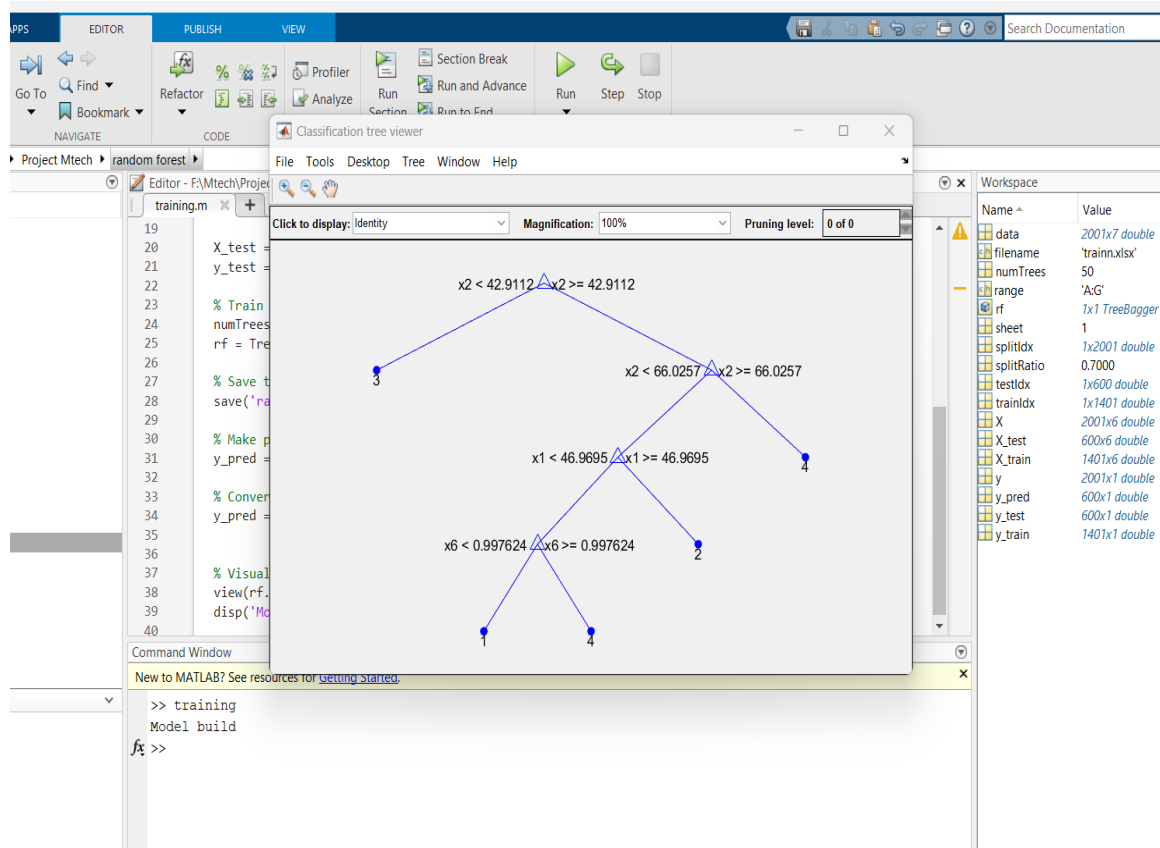 APPS EDITOR PUBLISH VIEW Search Documentation
Go To Find Bookmark NAVIGATE
Refactor CODE
Profiler
Analyze
Run Section
Section Break
Run and Advance
Run to End
Run Step Stop
Project Mtech random forest
Classification tree viewer
File Tools Desktop Tree Window Help
Click to display: Identity Magnification: 100% Pruning level: 0 of 0
x2 < 42.9112 x2 >= 42.9112
3
x2 < 66.0257 x2 >= 66.0257
x1 < 46.9695 x1 >= 46.9695
4
x6 < 0.997624 x6 >= 0.997624
2
1
4
Editor - F:\Mtech\Projec
training.m +
19
20 X_test =
21 y_test =
22
23 % Train
24 numTrees
25 rf = Tre
26
27 % Save t
28 save('ra
29
30 % Make p
31 y_pred =
32
33 % Conver
34 y_pred =
35
36
37 % Visual
38 view(rf.
39 disp('Mo
40
Command Window
New to MATLAB? See resources for Getting Started.
>> training
Model build
fx >>
Workspace
Name Value
data 2001x7 double
filename 'trainn.xlsx'
numTrees 50
range 'A:G'
rf 1x1 TreeBagger
sheet 1
splitIdx 1x2001 double
splitRatio 0.7000
testIdx 1x600 double
trainIdx 1x1401 double
X 2001x6 double
X_test 600x6 double
X_train 1401x6 double
y 2001x1 double
y_pred 600x1 double
y_test 600x1 double
y_train 1401x1 double